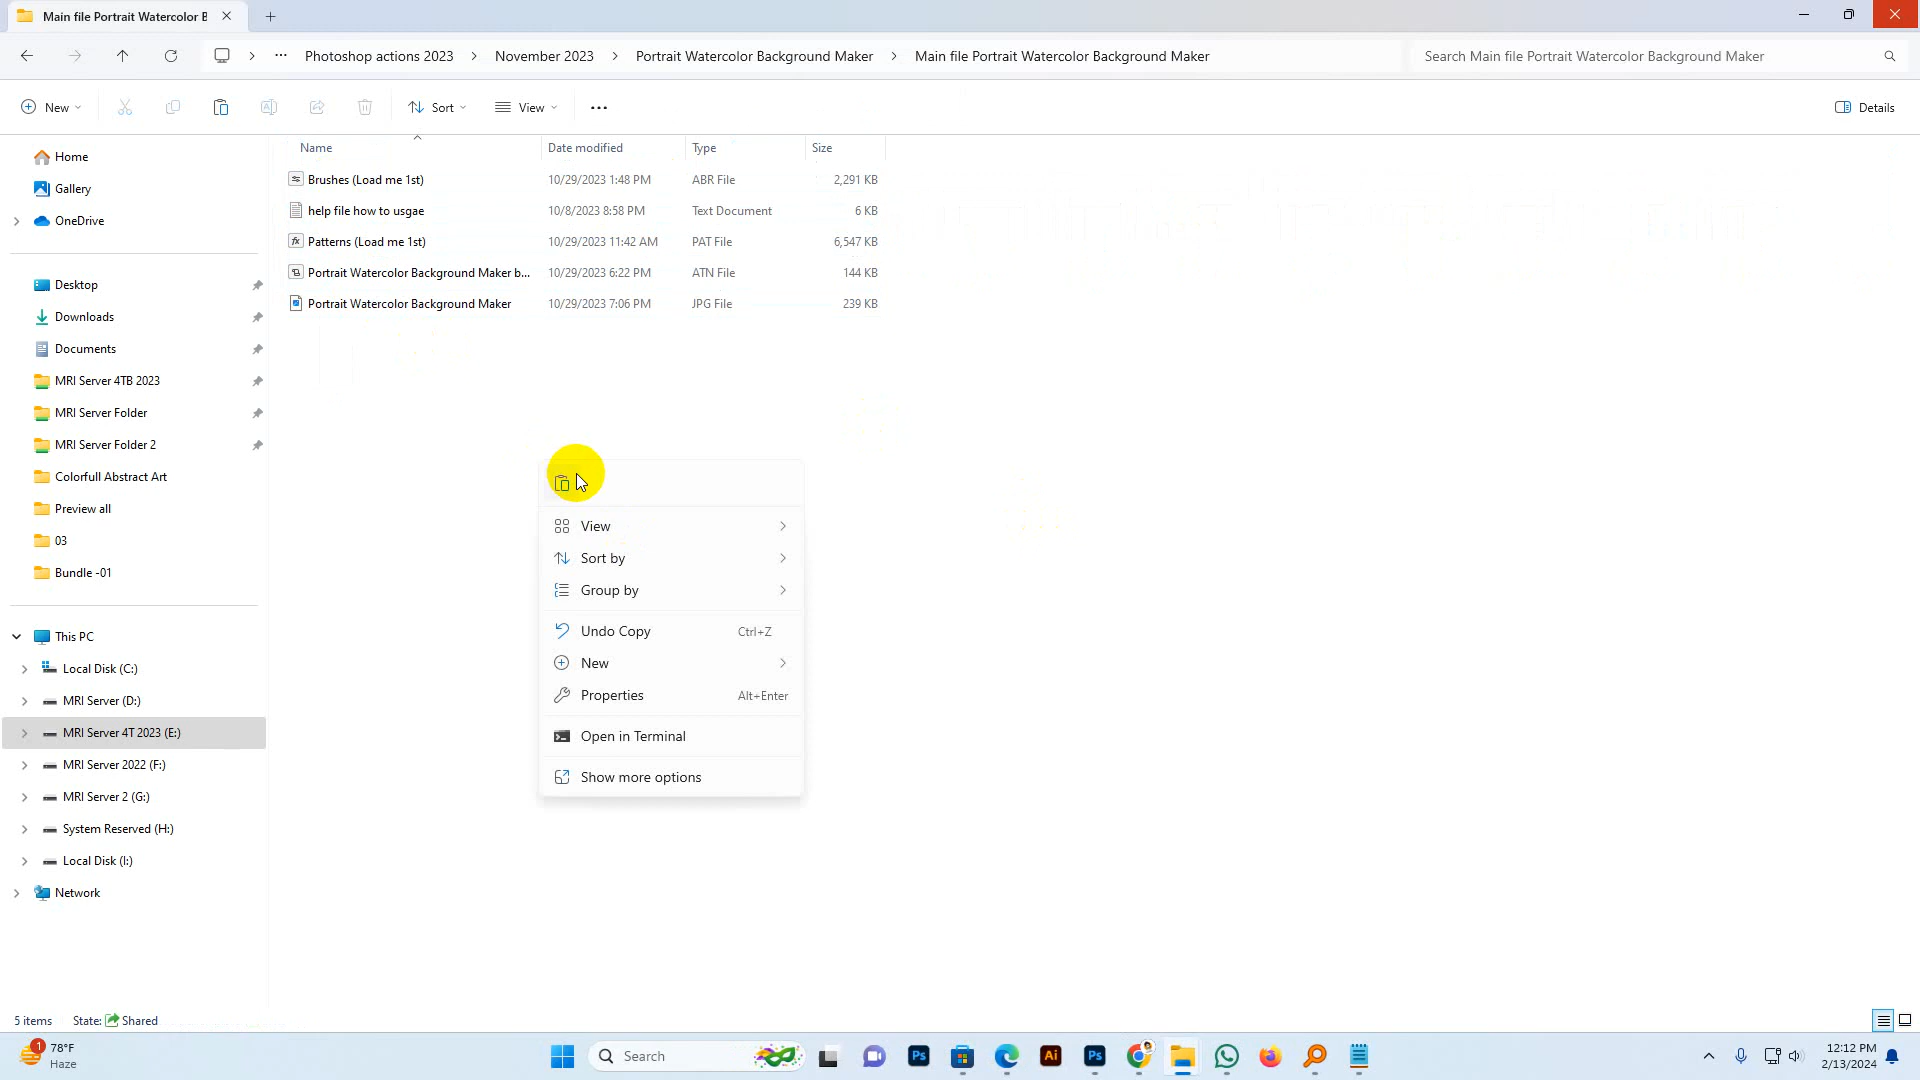 Main file Portrait Watercolor B
Photoshop actions 2023 > November 2023 > Portrait Watercolor Background Maker > Main file Portrait Watercolor Background Maker
Search Main file Portrait Watercolor Background Maker
New
Sort
View
Details
Name Date modified Type Size
Brushes (Load me 1st) 10/29/2023 1:48 PM ABR File 2,291 KB
help file how to usgae 10/8/2023 8:58 PM Text Document 6 KB
Patterns (Load me 1st) 10/29/2023 11:42 AM PAT File 6,547 KB
Portrait Watercolor Background Maker b... 10/29/2023 6:22 PM ATN File 144 KB
Portrait Watercolor Background Maker 10/29/2023 7:06 PM JPG File 239 KB
Home
Gallery
OneDrive
Desktop
Downloads
Documents
MRI Server 4TB 2023
MRI Server Folder
MRI Server Folder 2
Colorfull Abstract Art
Preview all
03
Bundle -01
This PC
Local Disk (C:)
MRI Server (D:)
MRI Server 4T 2023 (E:)
MRI Server 2022 (F:)
MRI Server 2 (G:)
System Reserved (H:)
Local Disk (I:)
Network
View
Sort by
Group by
Undo Copy Ctrl+Z
New
Properties Alt+Enter
Open in Terminal
Show more options
5 items State: Shared
1
78°F
Haze
Search
Ps
Ai
Ps
12:12 PM
2/13/2024